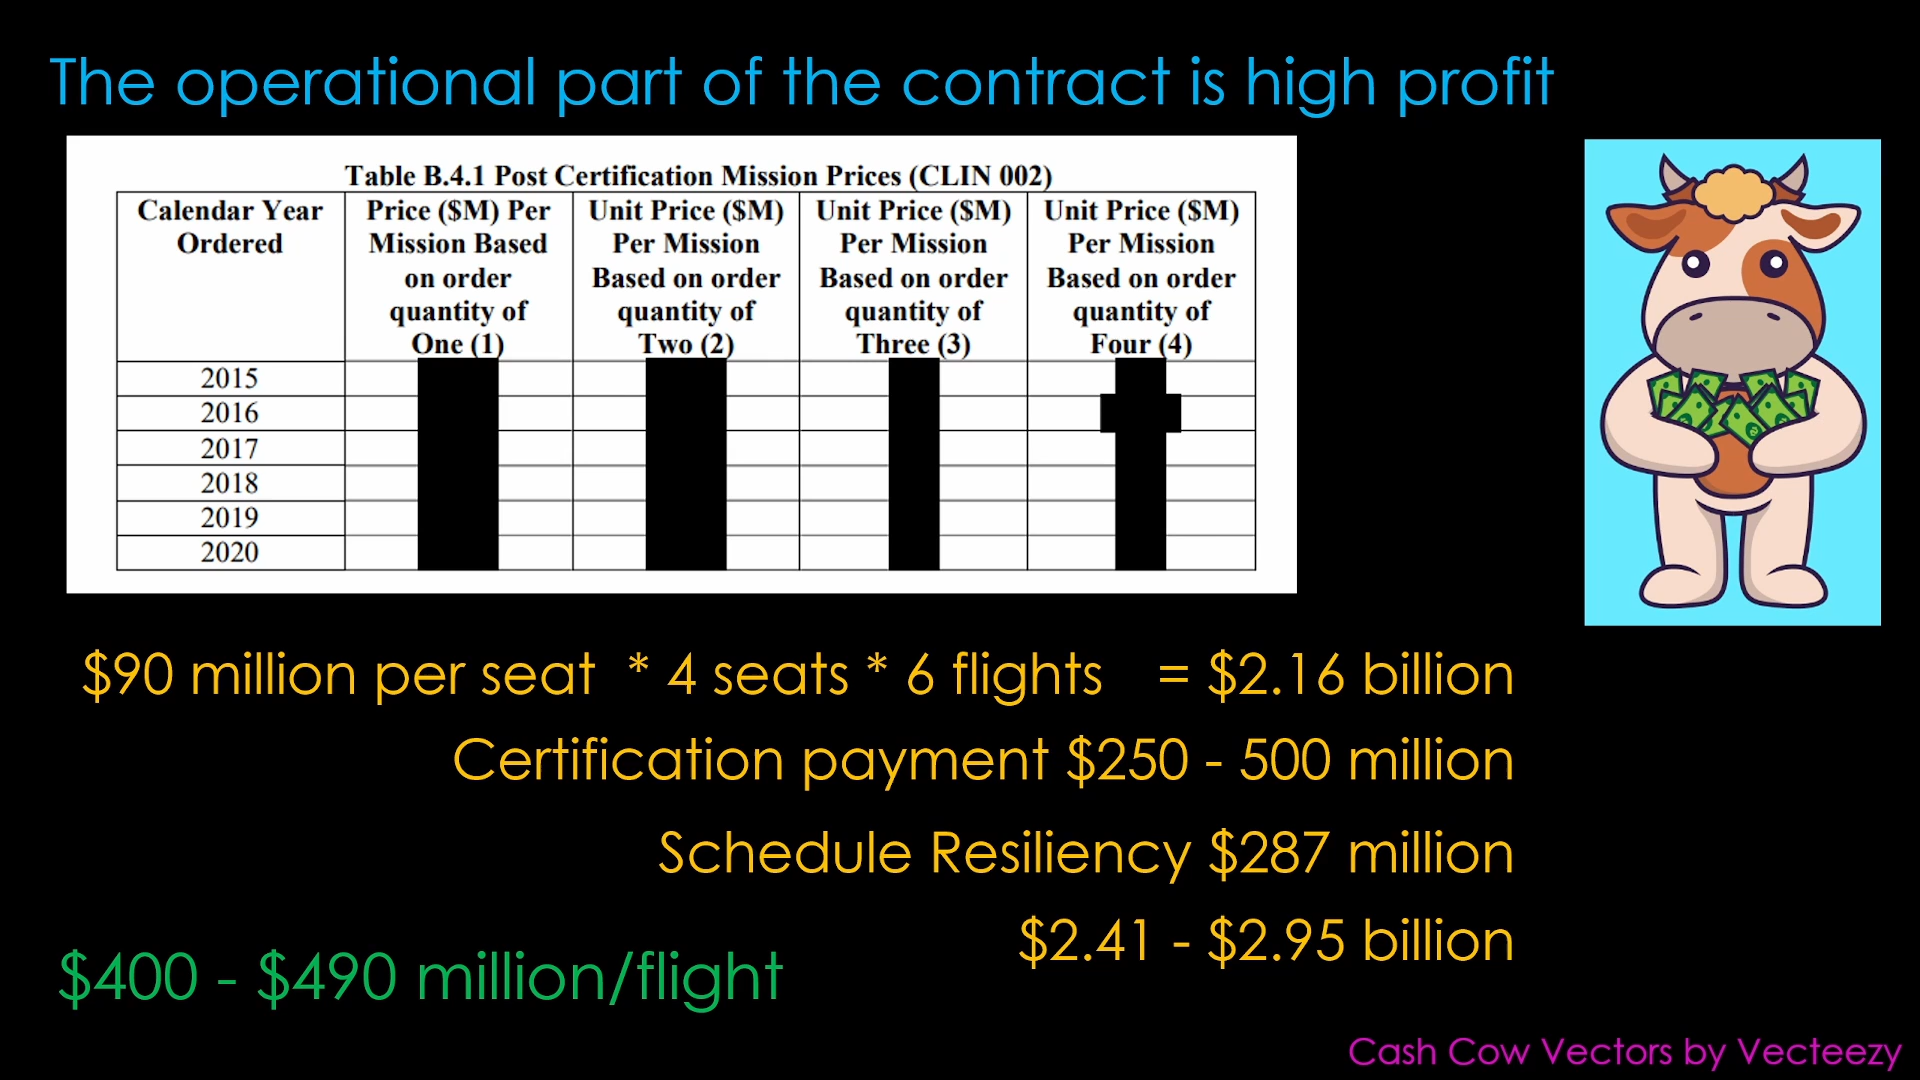 The operational part of the contract is high profit
Table B.4.1 Post Certification Mission Prices (CLIN 002)
Calendar Year Ordered
Price ($M) Per Mission Based on order quantity of One (1)
Unit Price ($M) Per Mission Based on order quantity of Two (2)
Unit Price ($M) Per Mission Based on order quantity of Three (3)
Unit Price ($M) Per Mission Based on order quantity of Four (4)
2015
2016
2017
2018
2019
2020
$90 million per seat * 4 seats * 6 flights = $2.16 billion
Certification payment $250 - 500 million
Schedule Resiliency $287 million
$2.41 - $2.95 billion
$400 - $490 million/flight
Cash Cow Vectors by Vecteezy